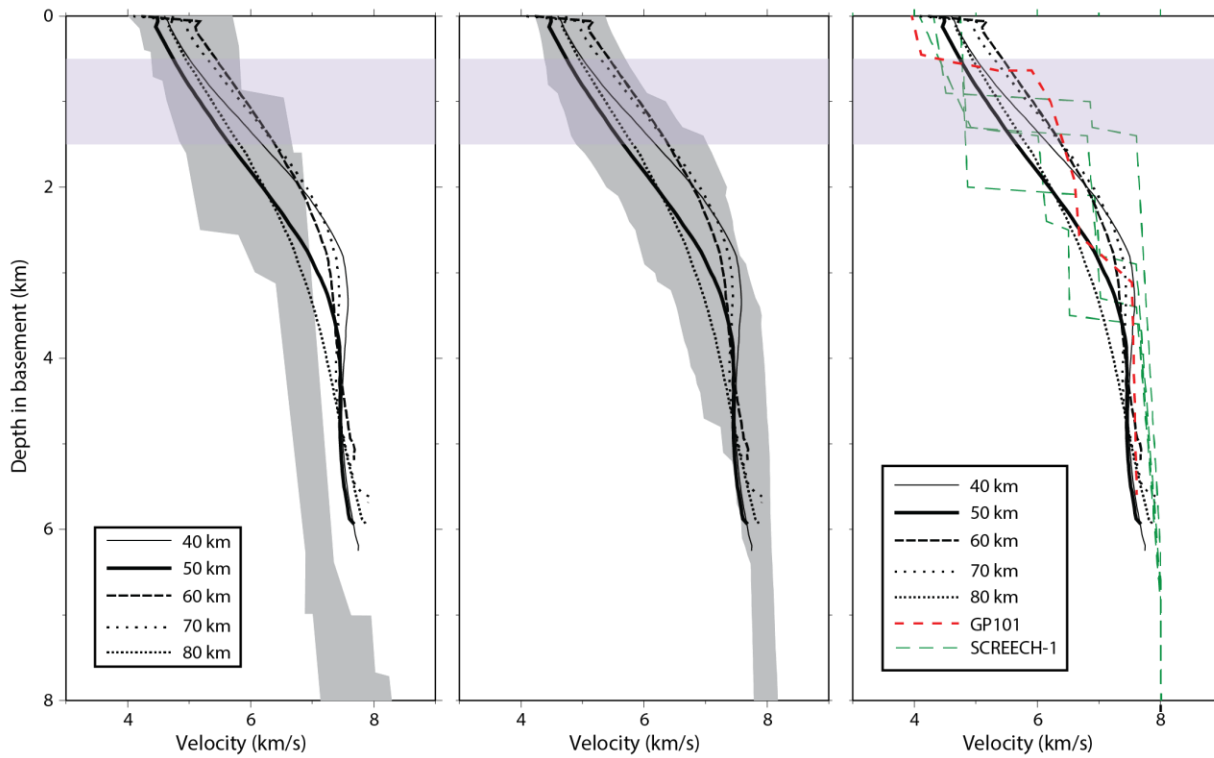 0
2
4
6
8
Depth in basement (km)
40 km
50 km
60 km
70 km
80 km
4 6 8
Velocity (km/s)
4 6 8
Velocity (km/s)
40 km
50 km
60 km
70 km
80 km
GP101
SCREECH-1
4 6 8
Velocity (km/s)